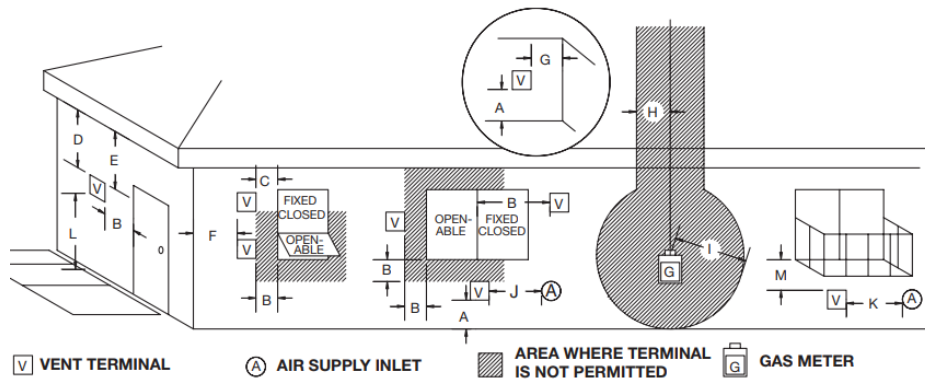 G
V
A
H
D
E
C
V
V
FIXED
CLOSED
B
V
V
OPEN-
ABLE
FIXED
CLOSED
B
L
F
V
OPEN-
ABLE
I
B
G
M
V
J
A
V
K
A
B
B
A
V VENT TERMINAL
A AIR SUPPLY INLET
AREA WHERE TERMINAL
IS NOT PERMITTED
G GAS METER